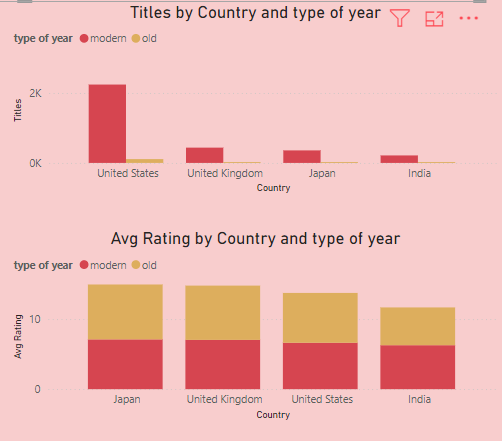 Titles by Country and type of year
type of year modern old
Titles
2K
0K
United States United Kingdom Japan India
Country
Avg Rating by Country and type of year
type of year modern old
Avg Rating
10
0
Japan United Kingdom United States India
Country